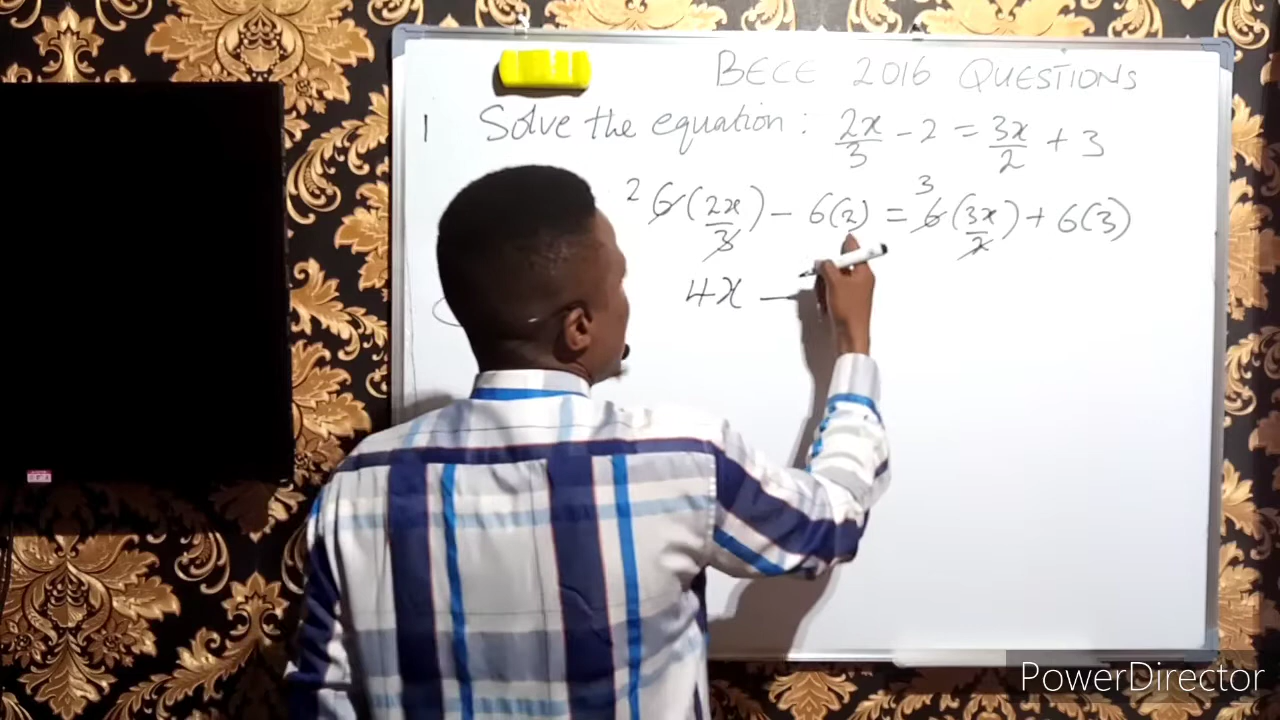 BECE 2016 QUESTIONS
1 Solve the equation: 2x/3 - 2 = 3x/2 + 3
2 6(2x/3) - 6(2) = 3 6(3x/2) + 6(3)
4x —
PowerDirector